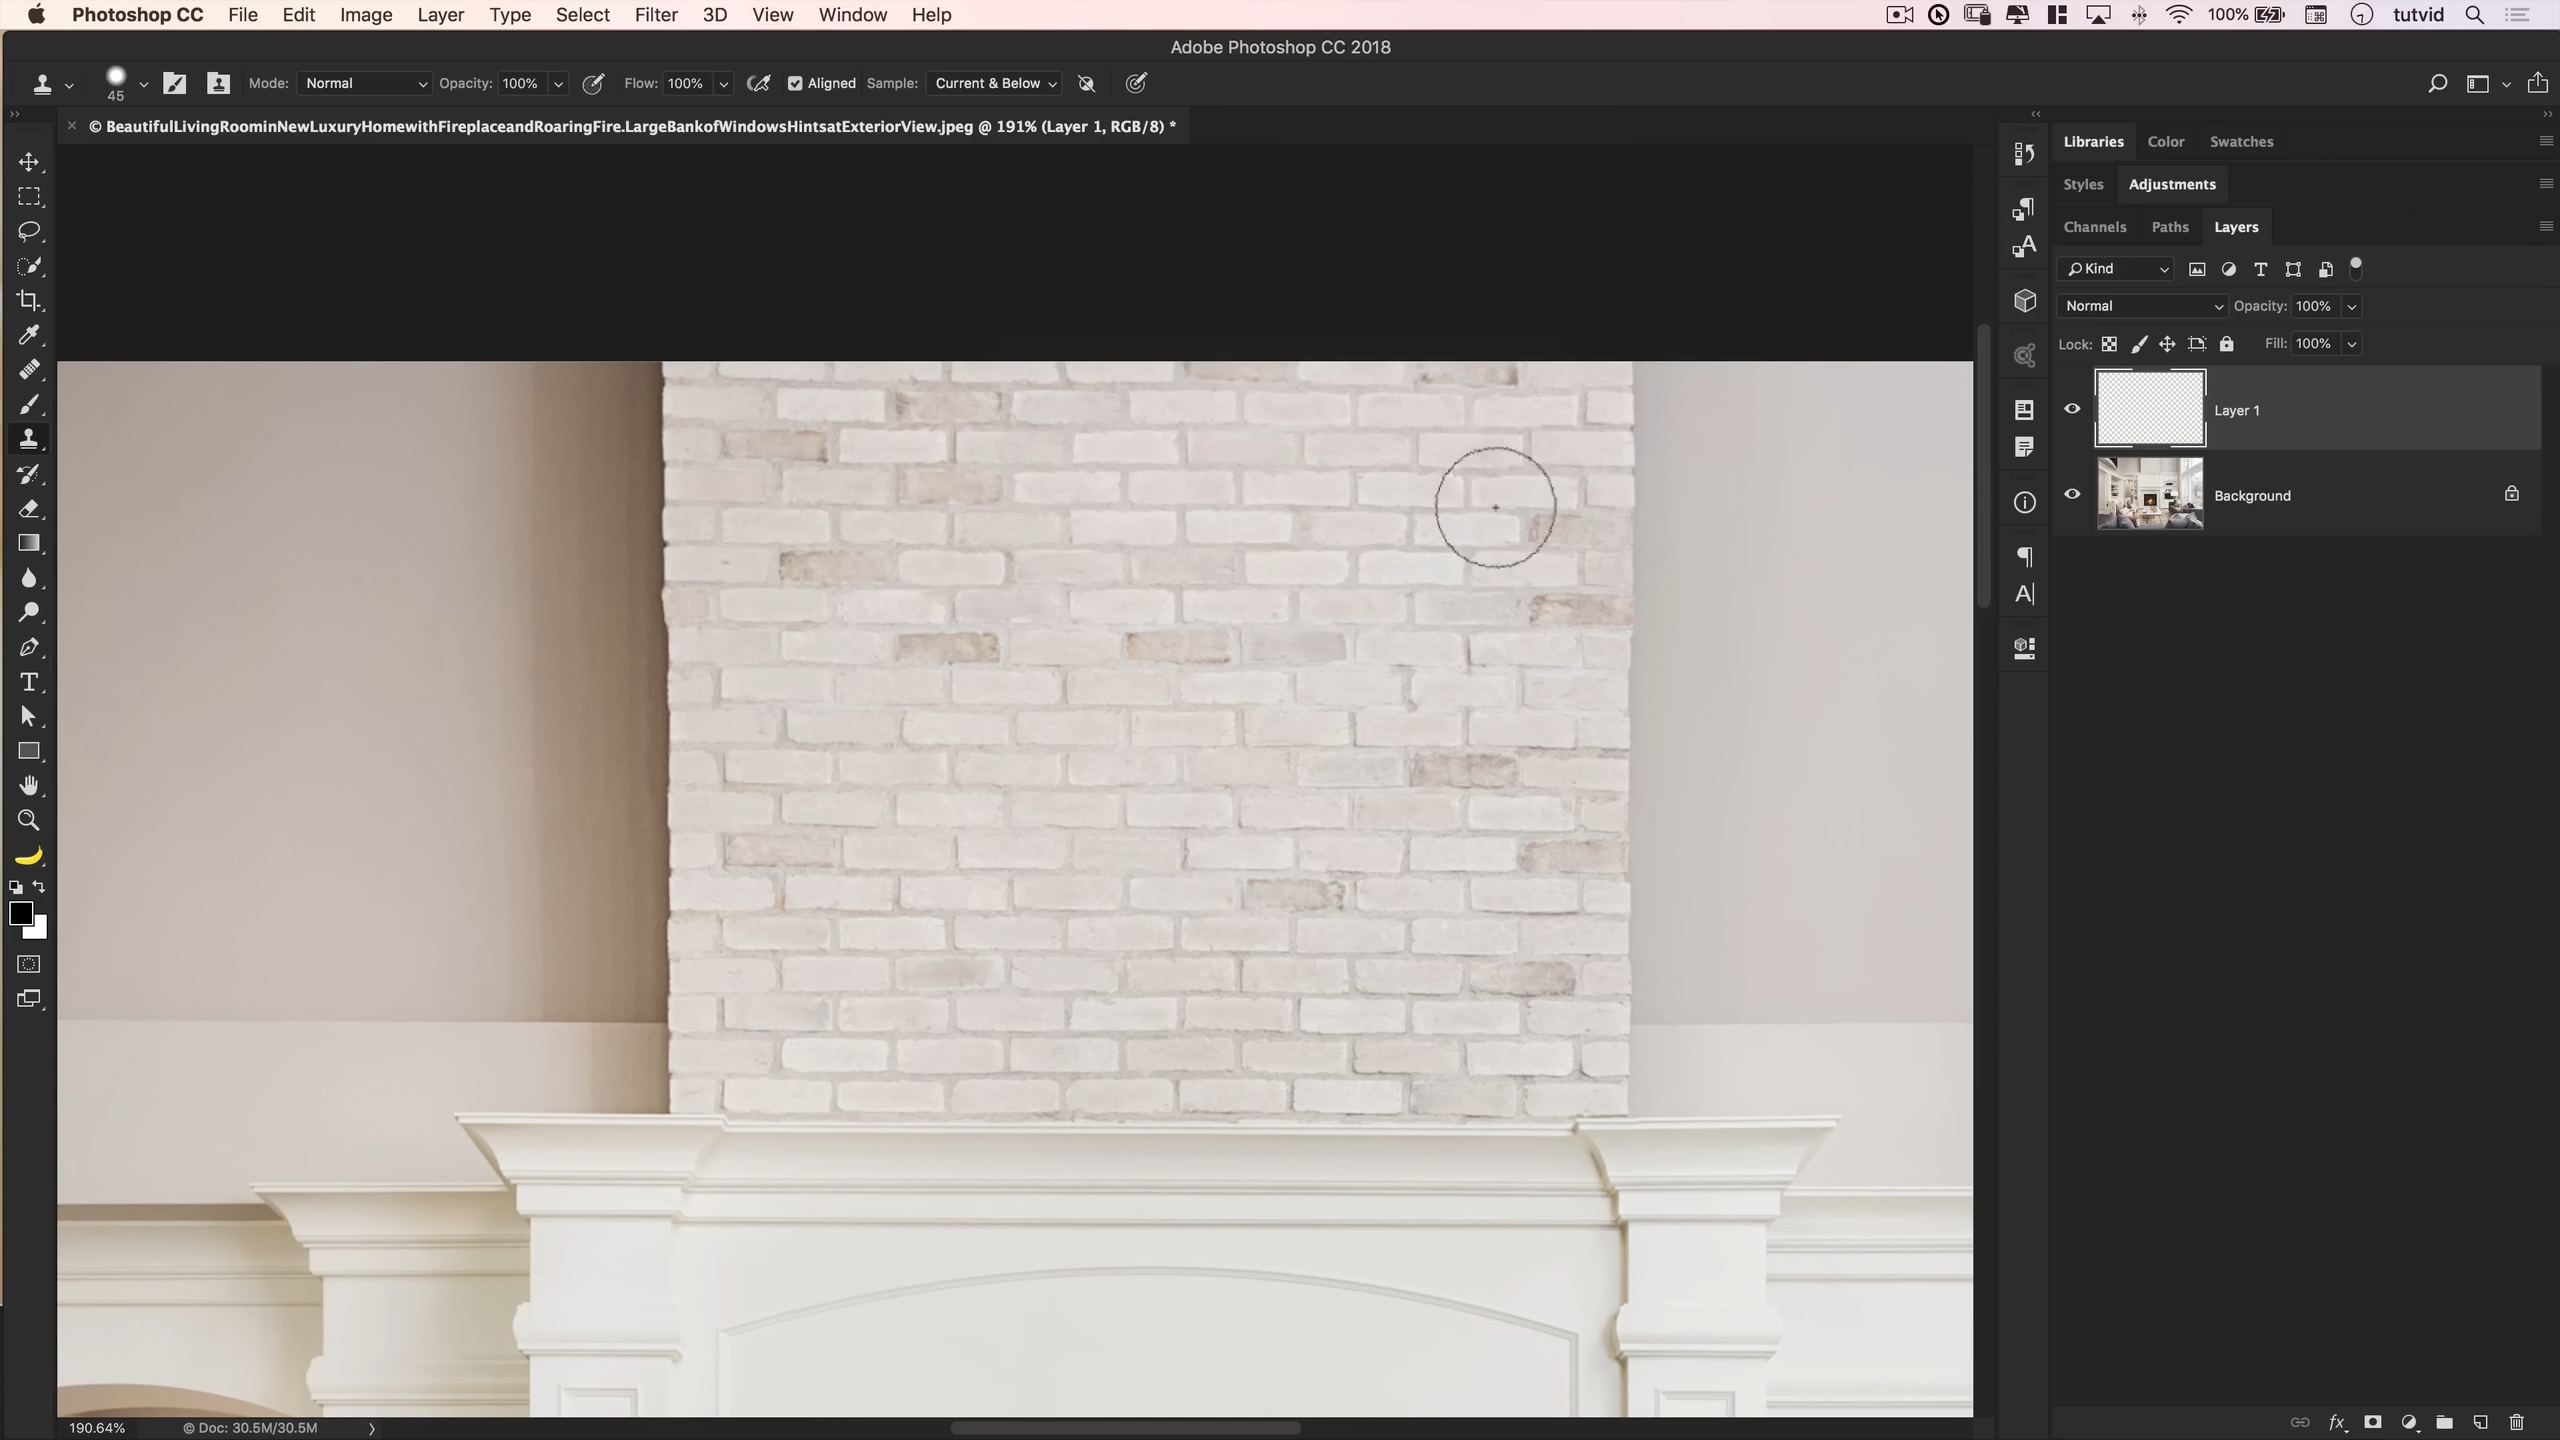 Photoshop CC File Edit Image Layer Type Select Filter 3D View Window Help 100% tutvid
Adobe Photoshop CC 2018
45 Mode: Normal Opacity: 100% Flow: 100% Aligned Sample: Current & Below
© BeautifulLivingRoominNewLuxuryHomewithFireplaceandRoaringFire.LargeBankofWindowsHintsatExteriorView.jpeg @ 191% (Layer 1, RGB/8) *
Libraries Color Swatches
Styles Adjustments
Channels Paths Layers
Kind
Normal Opacity: 100%
Lock: Fill: 100%
Layer 1
Background
190.64% © Doc: 30.5M/30.5M